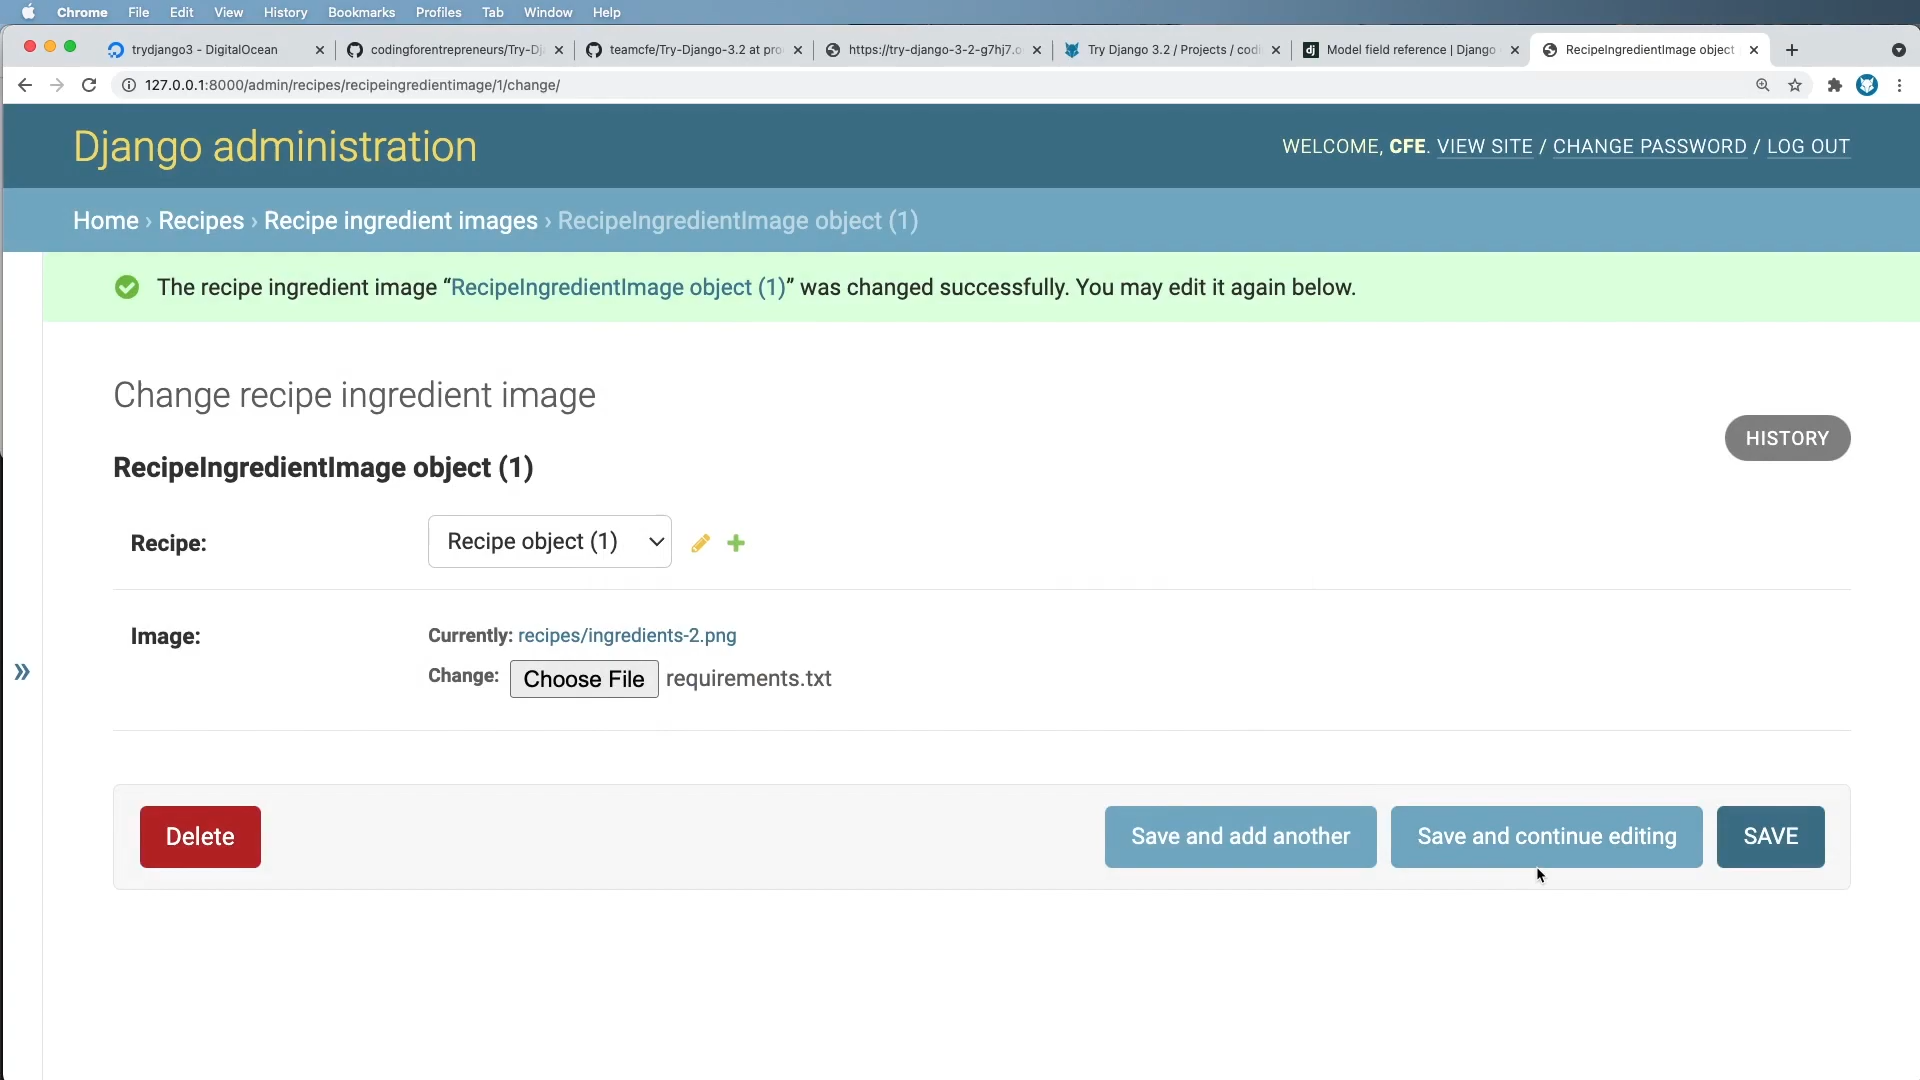 Chrome File Edit View History Bookmarks Profiles Tab Window Help
trydjango3 - DigitalOcean
codingforentrepreneurs/Try-Dj
teamcfe/Try-Django-3.2 at pro
https://try-django-3-2-g7hj7.o
Try Django 3.2 / Projects / codi
dj Model field reference | Django
RecipeIngredientImage object
127.0.0.1:8000/admin/recipes/recipeingredientimage/1/change/
Django administration
WELCOME, CFE. VIEW SITE / CHANGE PASSWORD / LOG OUT
Home › Recipes › Recipe ingredient images › RecipeIngredientImage object (1)
The recipe ingredient image “RecipeIngredientImage object (1)” was changed successfully. You may edit it again below.
Change recipe ingredient image
HISTORY
RecipeIngredientImage object (1)
Recipe: Recipe object (1)
Image: Currently: recipes/ingredients-2.png
Change: Choose File requirements.txt
»
Delete Save and add another Save and continue editing SAVE